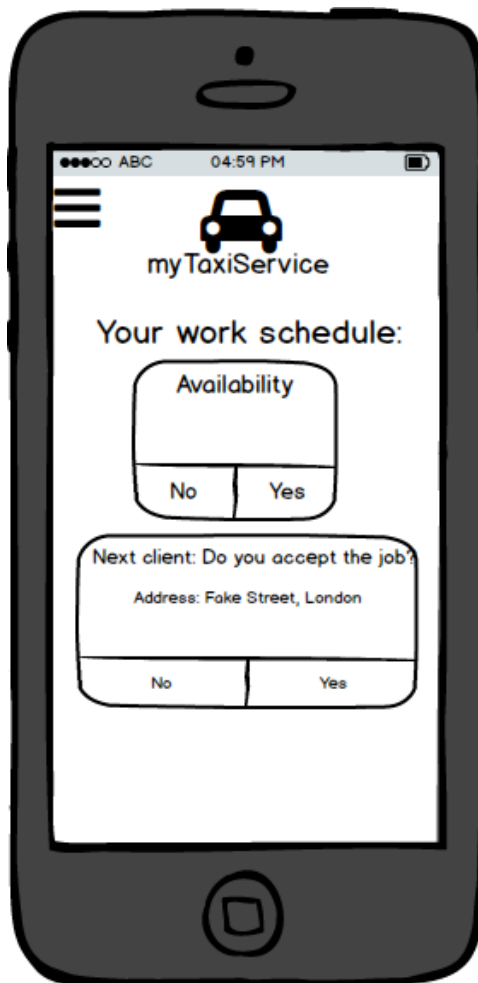 ABC 04:59 PM
myTaxiService
Your work schedule:
Availability
No Yes
Next client: Do you accept the job?
Address: Fake Street, London
No Yes